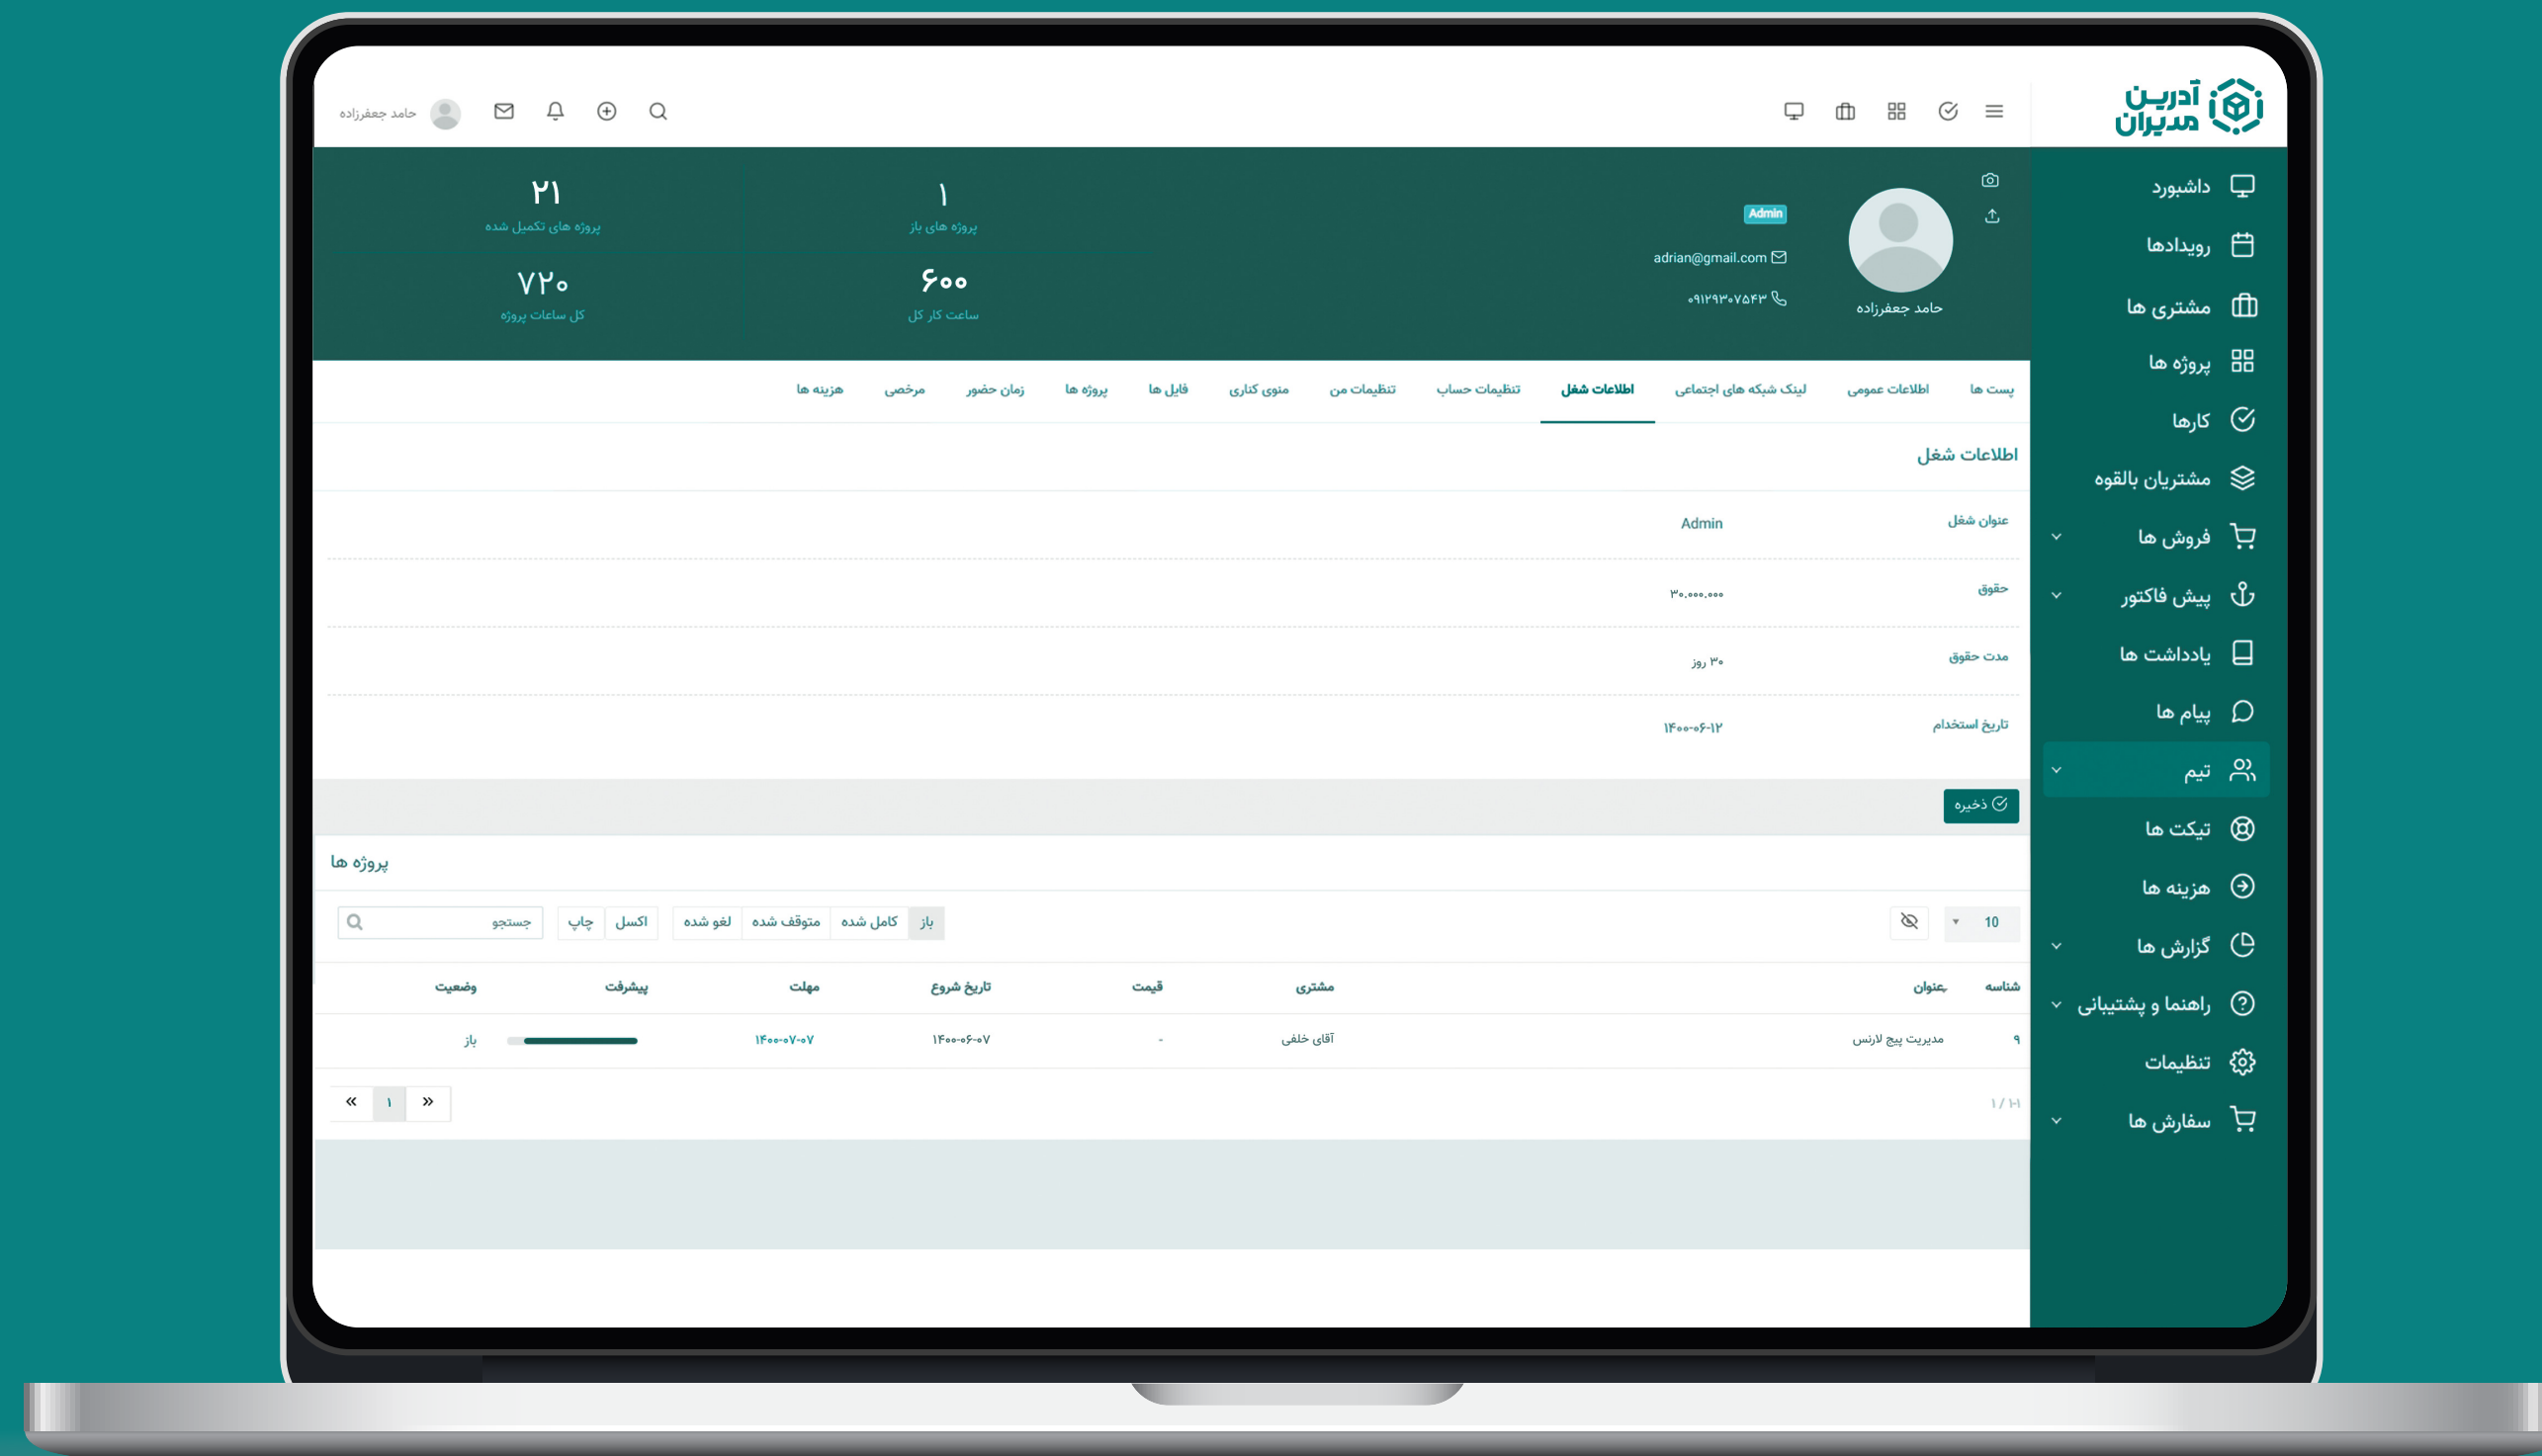 آدرین
مدیران
حامد جعفرزاده
داشبورد
رویدادها
مشتری ها
پروژه ها
کارها
مشتریان بالقوه
فروش ها
پیش فاکتور
یادداشت ها
پیام ها
تیم
تیکت ها
هزینه ها
گزارش ها
راهنما و پشتیبانی
تنظیمات
سفارش ها
حامد جعفرزاده
Admin
adrian@gmail.com
۰۹۱۲۹۳۰۷۵۴۳
۱
پروژه های باز
۲۱
پروژه های تکمیل شده
۶۰۰
ساعت کار کل
۷۲۰
کل ساعات پروژه
پست ها اطلاعات عمومی لینک شبکه های اجتماعی اطلاعات شغل تنظیمات حساب تنظیمات من منوی کناری فایل ها پروژه ها زمان حضور مرخصی هزینه ها
اطلاعات شغل
عنوان شغل Admin
حقوق ۳۰.۰۰۰.۰۰۰
مدت حقوق ۳۰ روز
تاریخ استخدام ۱۴۰۰-۰۶-۱۲
ذخیره
پروژه ها
10 باز کامل شده متوقف شده لغو شده اکسل چاپ جستجو
شناسه عنوان مشتری قیمت تاریخ شروع مهلت پیشرفت وضعیت
۹ مدیریت پیج لارنس آقای خلفی - ۱۴۰۰-۰۶-۰۷ ۱۴۰۰-۰۷-۰۷ باز
۱-۱ / ۱
« ۱ »